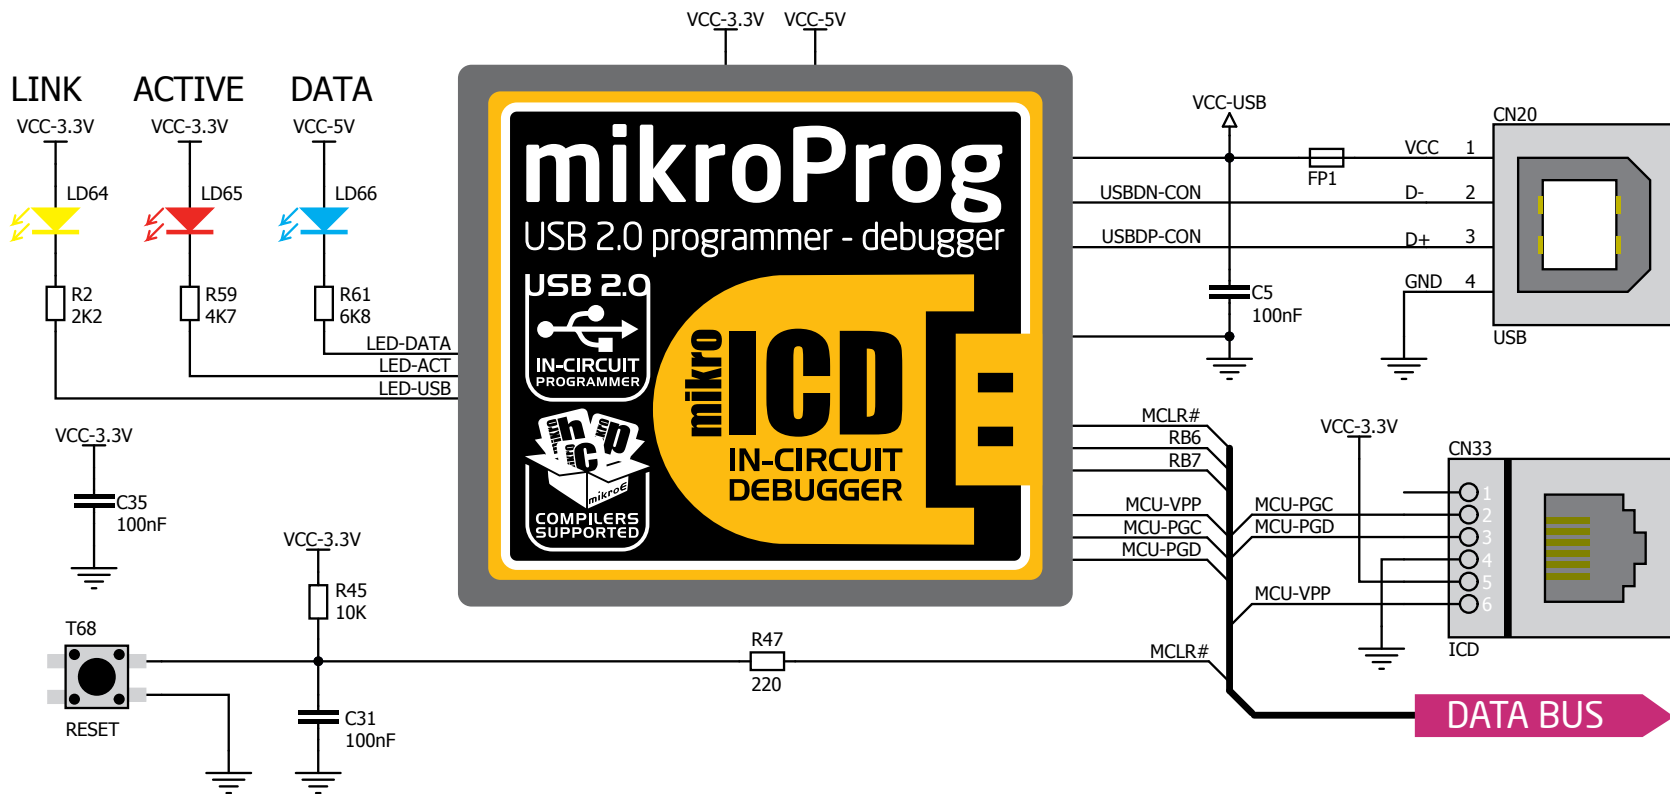 VCC-3.3V VCC-5V
LINK ACTIVE DATA
VCC-3.3V VCC-3.3V VCC-5V
LD64 LD65 LD66
R2
2K2
R59
4K7
R61
6K8
LED-DATA
LED-ACT
LED-USB
mikroProg
USB 2.0 programmer - debugger
USB 2.0
IN-CIRCUIT
PROGRAMMER
mikro
ICD
IN-CIRCUIT
DEBUGGER
h
c
p
mikroE
COMPILERS
SUPPORTED
VCC-USB
CN20
VCC 1
FP1
USBDN-CON D- 2
USBDP-CON D+ 3
GND 4
C5
100nF
USB
MCLR#
RB6
RB7
MCU-VPP
MCU-PGC
MCU-PGD
VCC-3.3V
CN33
1
MCU-PGC 2
MCU-PGD 3
4
5
MCU-VPP 6
ICD
VCC-3.3V
C35
100nF
VCC-3.3V
R45
10K
T68
RESET
C31
100nF
R47
220
MCLR#
DATA BUS